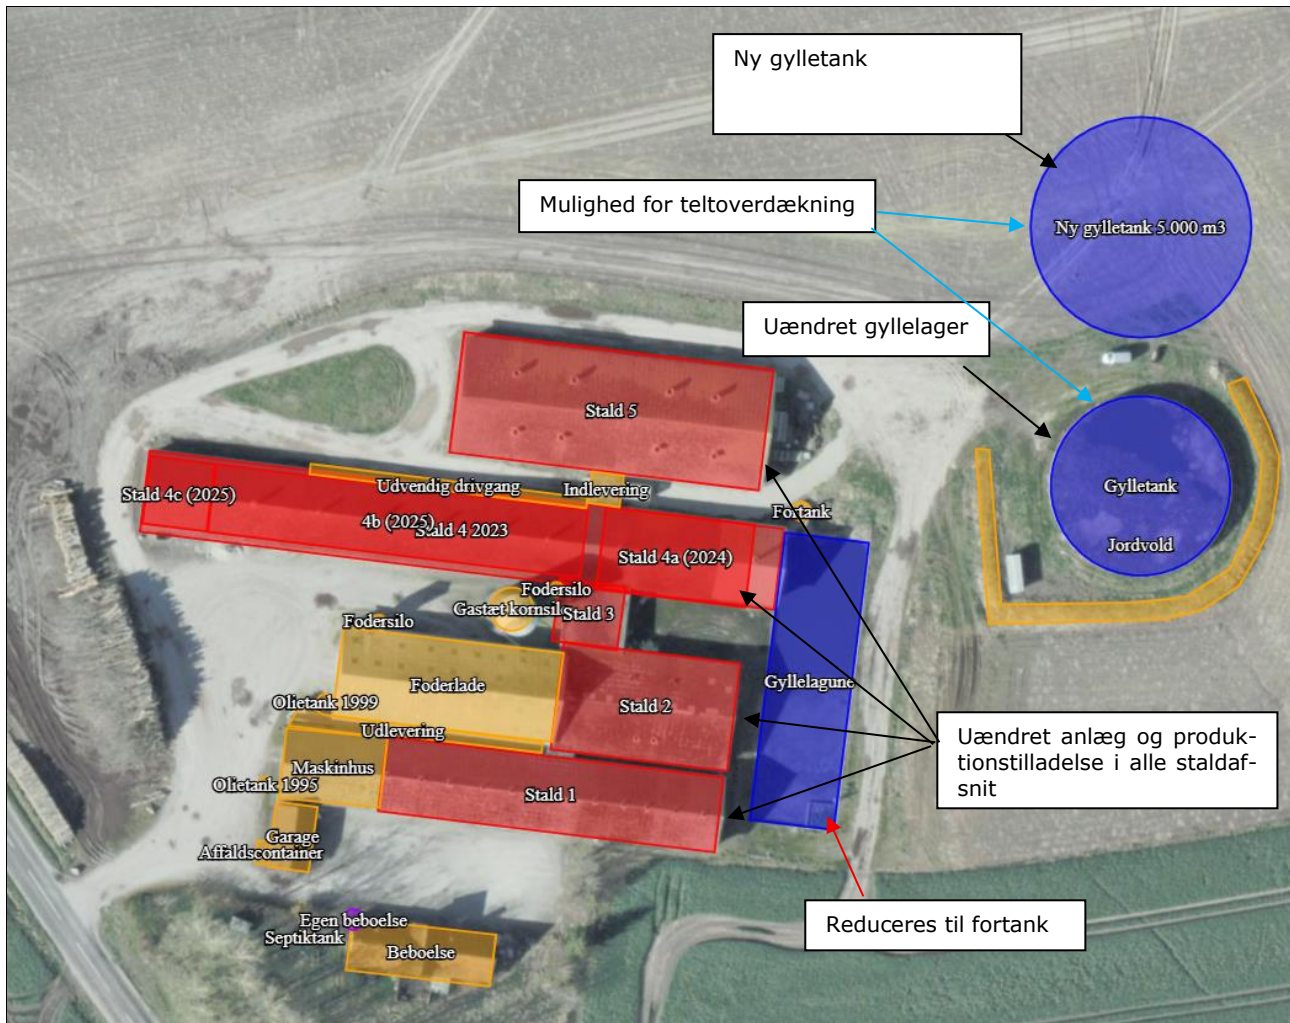 Ny gylletank
Mulighed for teltoverdækning
Ny gylletank 5.000 m3
Uændret gyllelager
Stald 5
Stald 4c (2025)
Udvendig drivgang
Indlevering
4b (2025)
Stald 4 2023
Fortank
Gylletank
Jordvold
Stald 4a (2024)
Fodersilo
Gastæt kornsilo
Stald 3
Fodersilo
Foderlade
Gyllelagune
Olietank 1999
Stald 2
Udlevering
Uændret anlæg og produk-
tionstilladelse i alle staldaf-
snit
Maskinhus
Olietank 1995
Stald 1
Garage
Affaldscontainer
Egen beboelse
Septiktank
Beboelse
Reduceres til fortank